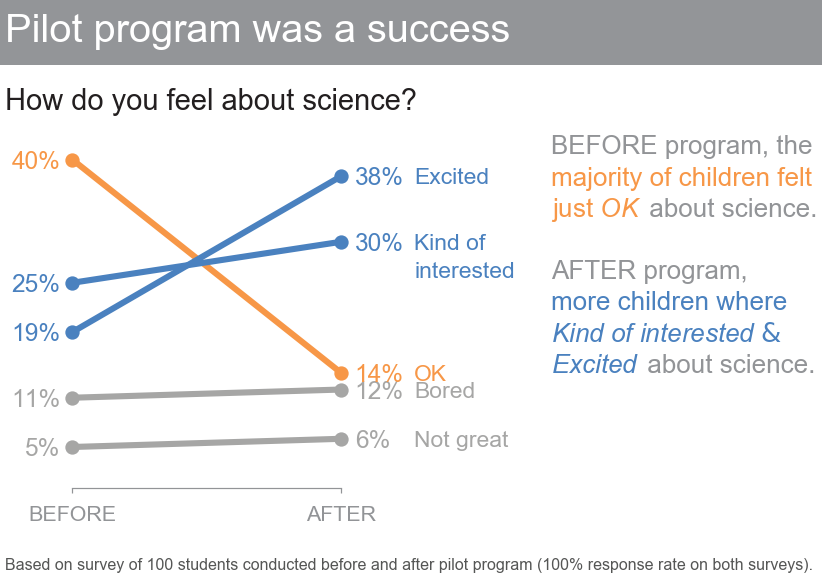 Pilot program was a success
How do you feel about science?
40%
25%
19%
11%
5%
38% Excited
30% Kind of
interested
14% OK
12% Bored
6% Not great
BEFORE
AFTER
BEFORE program, the
majority of children felt
just OK about science.
AFTER program,
more children where
Kind of interested &
Excited about science.
Based on survey of 100 students conducted before and after pilot program (100% response rate on both surveys).